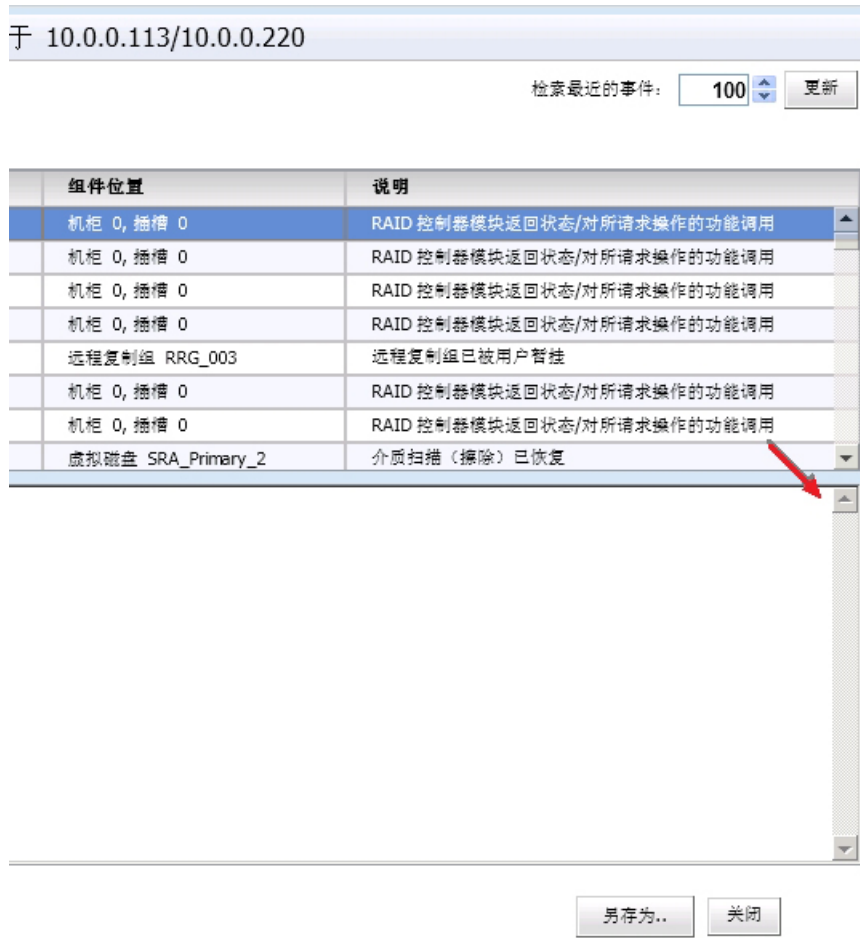 于 10.0.0.113/10.0.0.220
检索最近的事件: 100 更新
组件位置 说明
机柜 0, 插槽 0 RAID 控制器模块返回状态/对所请求操作的功能调用
机柜 0, 插槽 0 RAID 控制器模块返回状态/对所请求操作的功能调用
机柜 0, 插槽 0 RAID 控制器模块返回状态/对所请求操作的功能调用
机柜 0, 插槽 0 RAID 控制器模块返回状态/对所请求操作的功能调用
远程复制组 RRG_003 远程复制组已被用户暂挂
机柜 0, 插槽 0 RAID 控制器模块返回状态/对所请求操作的功能调用
机柜 0, 插槽 0 RAID 控制器模块返回状态/对所请求操作的功能调用
虚拟磁盘 SRA_Primary_2 介质扫描（擦除）已恢复
另存为.. 关闭